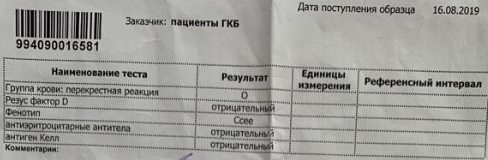 Дата поступления образца 16.08.2019
Заказчик: пациенты ГКБ
994090016581
Наименование теста Результат Единицы измерения Референсный интервал
Группа крови: перекрестная реакция O
Резус фактор D отрицательный
Фенотип Ccee
антиэритроцитарные антитела отрицательный
антиген Келл отрицательный
Комментарии: